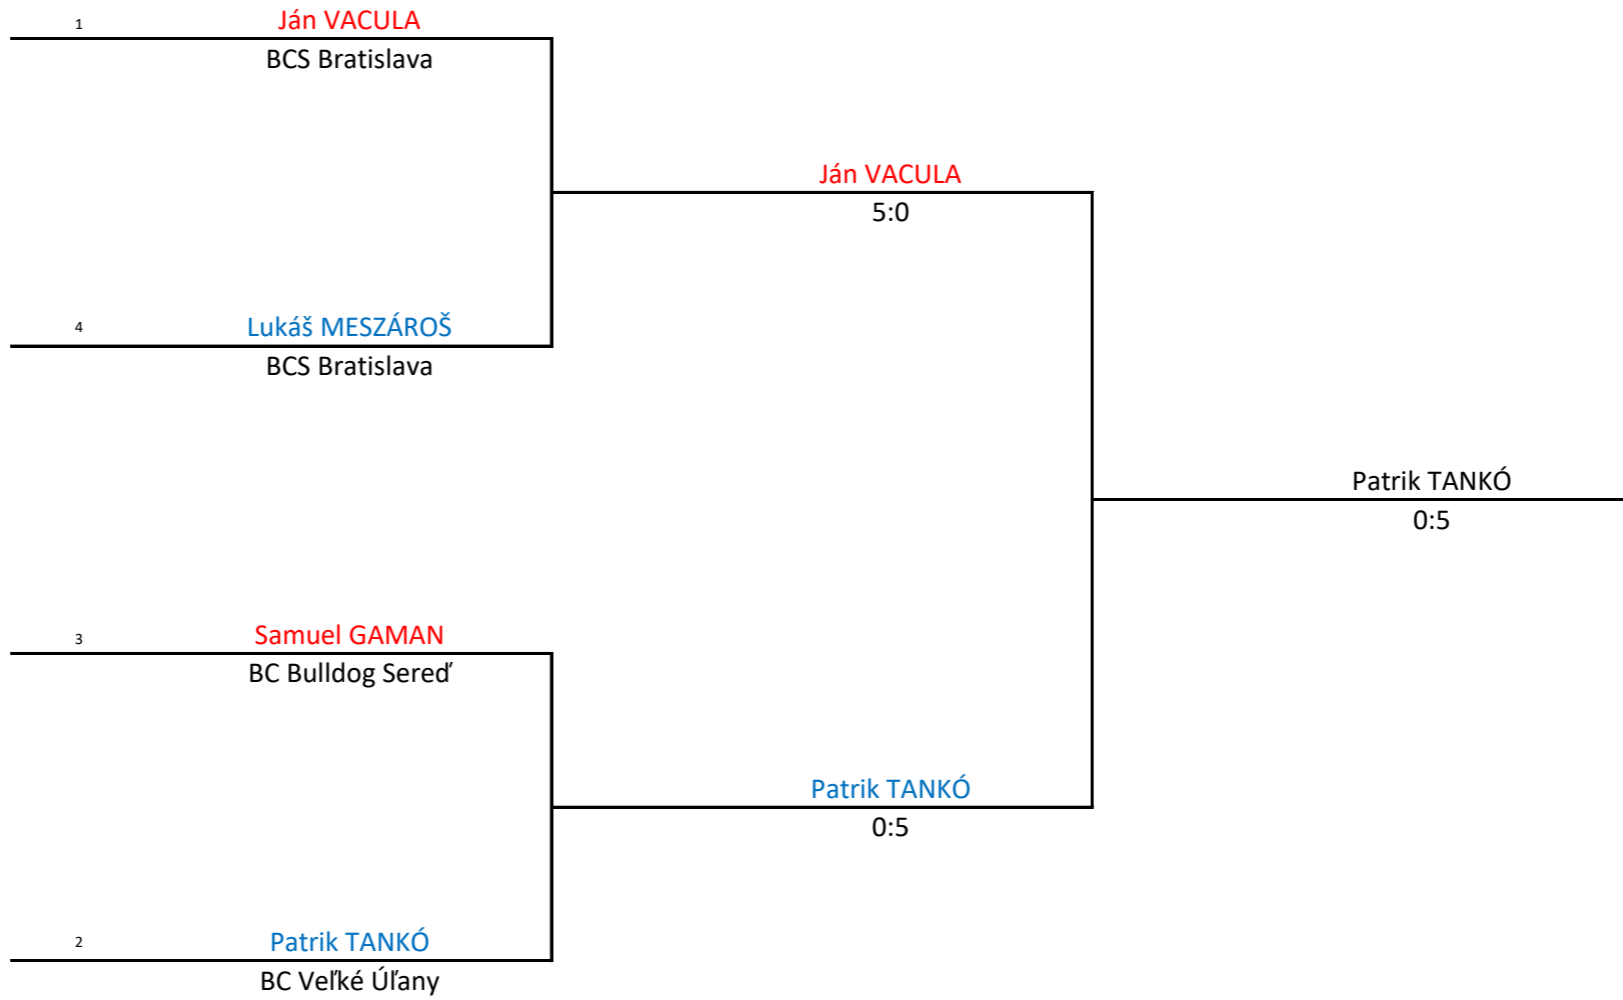 1
Ján VACULA
BCS Bratislava
Ján VACULA
5:0
4
Lukáš MESZÁROŠ
BCS Bratislava
Patrik TANKÓ
0:5
3
Samuel GAMAN
BC Bulldog Sereď
Patrik TANKÓ
0:5
2
Patrik TANKÓ
BC Veľké Úľany